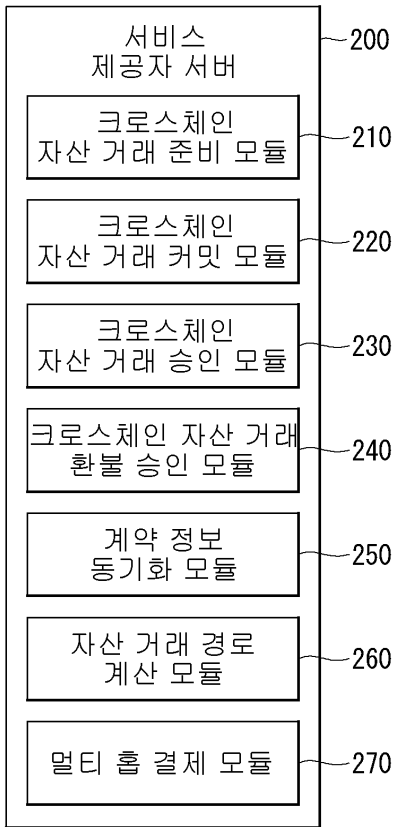 서비스
제공자 서버
200
크로스체인
자산 거래 준비 모듈
210
크로스체인
자산 거래 커밋 모듈
220
크로스체인
자산 거래 승인 모듈
230
크로스체인 자산 거래
환불 승인 모듈
240
계약 정보
동기화 모듈
250
자산 거래 경로
계산 모듈
260
멀티 홉 결제 모듈
270